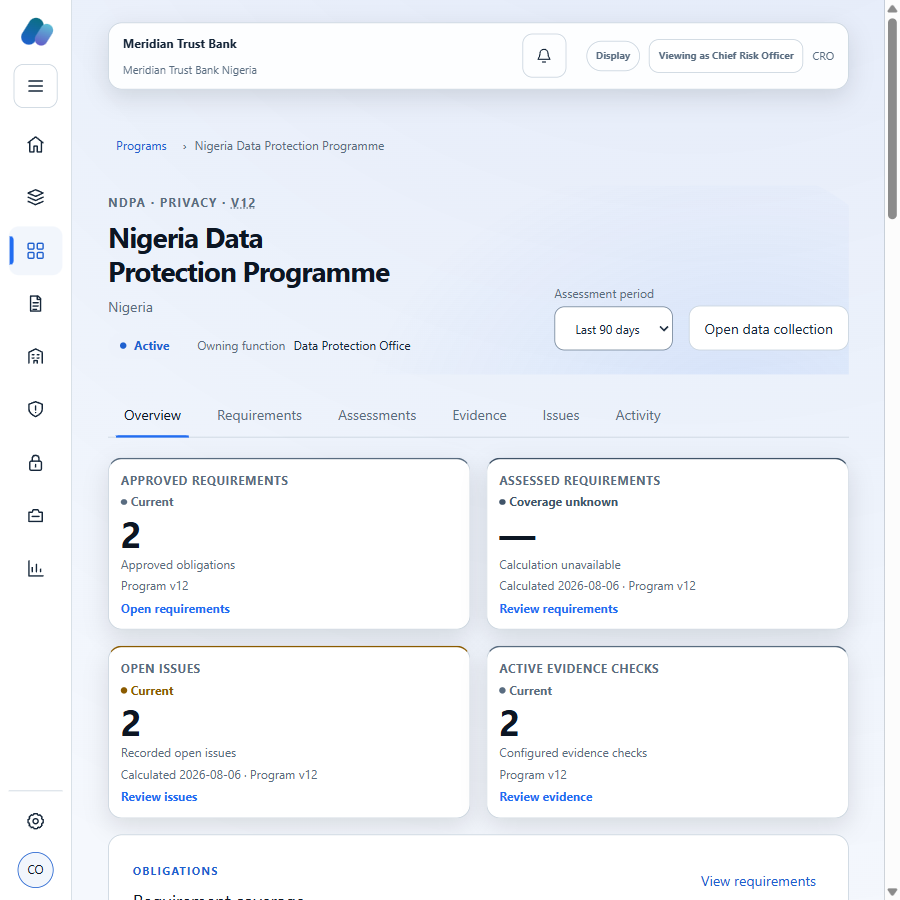 Meridian Trust Bank
Meridian Trust Bank Nigeria
Display
Viewing as Chief Risk Officer
CRO
Programs › Nigeria Data Protection Programme
NDPA · PRIVACY · V12
Nigeria Data
Protection Programme
Nigeria
Active
Owning function Data Protection Office
Assessment period
Last 90 days
Open data collection
Overview
Requirements
Assessments
Evidence
Issues
Activity
APPROVED REQUIREMENTS
Current
2
Approved obligations
Program v12
Open requirements
ASSESSED REQUIREMENTS
Coverage unknown
—
Calculation unavailable
Calculated 2026-08-06 · Program v12
Review requirements
OPEN ISSUES
Current
2
Recorded open issues
Calculated 2026-08-06 · Program v12
Review issues
ACTIVE EVIDENCE CHECKS
Current
2
Configured evidence checks
Program v12
Review evidence
OBLIGATIONS
Requirement coverage
View requirements
CO